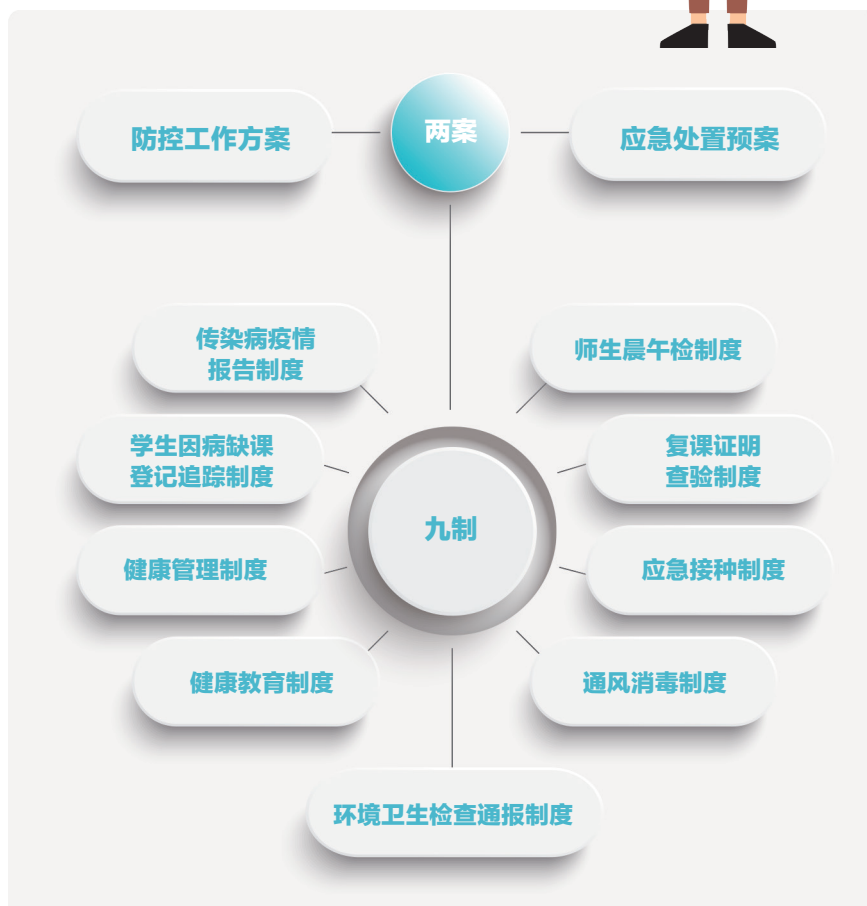 两案
防控工作方案
应急处置预案
传染病疫情
报告制度
师生晨午检制度
学生因病缺课
登记追踪制度
复课证明
查验制度
九制
健康管理制度
应急接种制度
健康教育制度
通风消毒制度
环境卫生检查通报制度